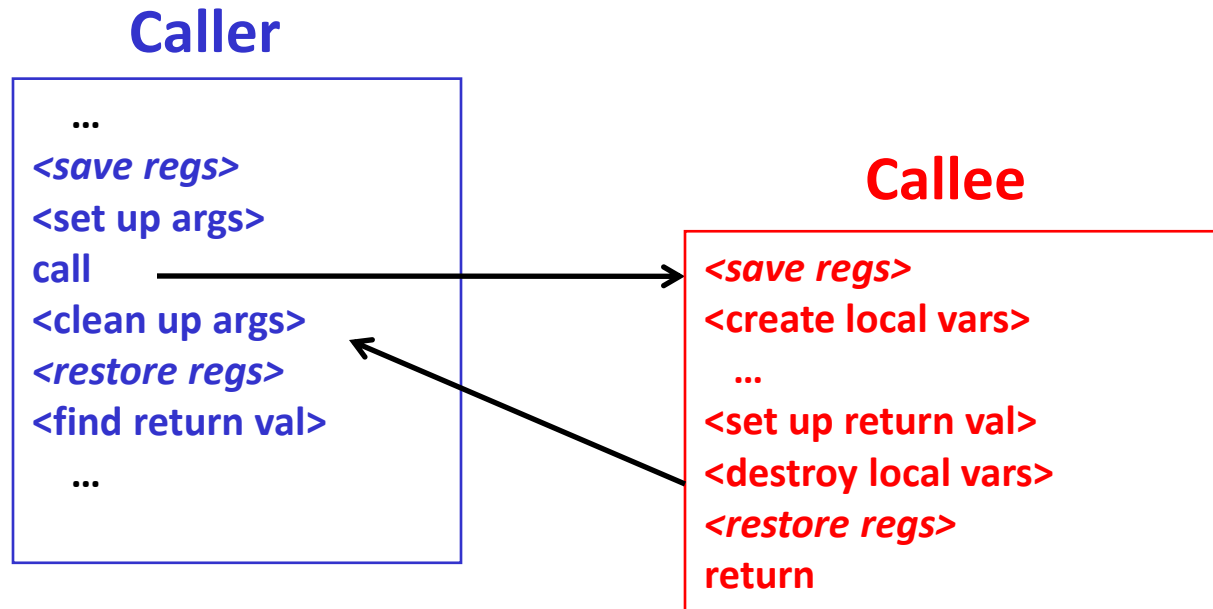 Caller
…
<save regs>
<set up args>
call
<clean up args>
<restore regs>
<find return val>
…
Callee
<save regs>
<create local vars>
…
<set up return val>
<destroy local vars>
<restore regs>
return